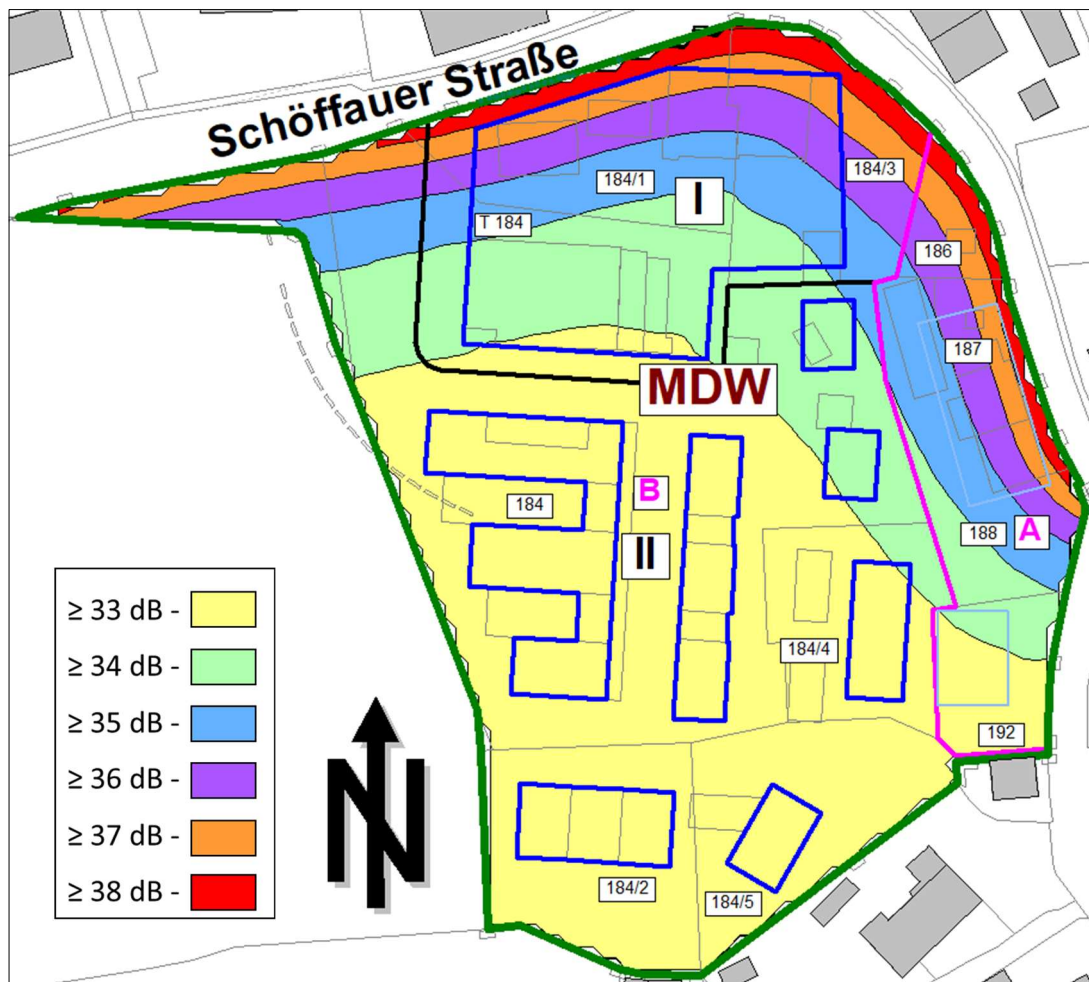 Schöffauer Straße
184/1
I
184/3
T 184
186
187
MDW
184
B
II
188
A
184/4
192
184/2
184/5
≥ 33 dB -
≥ 34 dB -
≥ 35 dB -
≥ 36 dB -
≥ 37 dB -
≥ 38 dB -
N